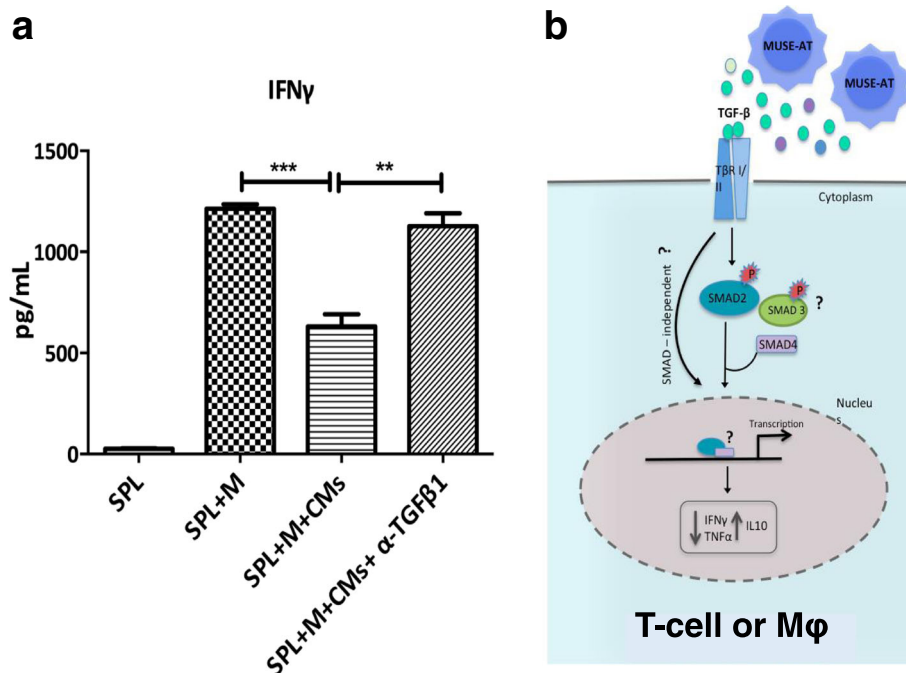 a
IFNγ
1500
1000
500
0
pg/mL
***
**
SPL
SPL+M
SPL+M+CMs
SPL+M+CMs+ α-TGFβ1
b
MUSE-AT
MUSE-AT
TGF-β
TβR I/
II
Cytoplasm
SMAD – independent ?
P
SMAD2
P
SMAD 3
?
SMAD4
Nucleu
s
Transcription
?
IFNγ
TNFα
IL10
T-cell or Mφ